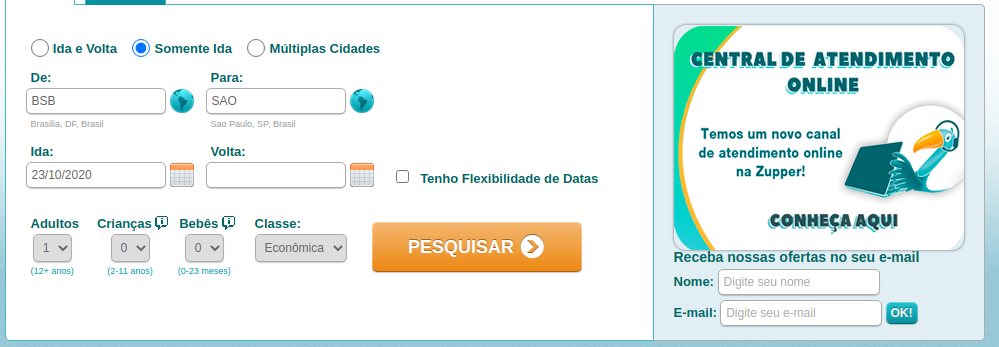 Ida e Volta Somente Ida Múltiplas Cidades
De: Para:
BSB SAO
Brasilia, DF, Brasil Sao Paulo, SP, Brasil
Ida: Volta:
23/10/2020
Tenho Flexibilidade de Datas
Adultos Crianças Bebês Classe:
1 0 0 Econômica
(12+ anos) (2-11 anos) (0-23 meses)
PESQUISAR
CENTRAL DE ATENDIMENTO
ONLINE
Temos um novo canal
de atendimento online
na Zupper!
CONHEÇA AQUI
Receba nossas ofertas no seu e-mail
Nome: Digite seu nome
E-mail: Digite seu e-mail OK!